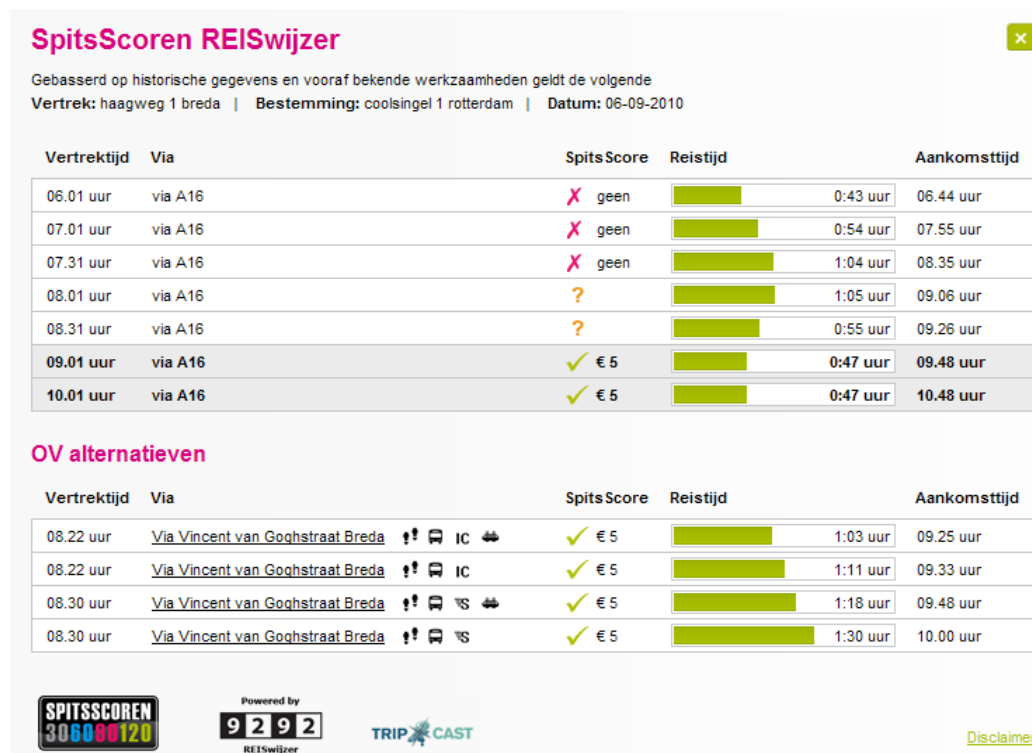 SpitsScoren REISwijzer
Gebasserd op historische gegevens en vooraf bekende werkzaamheden geldt de volgende
Vertrek: haagweg 1 breda | Bestemming: coolsingel 1 rotterdam | Datum: 06-09-2010
Vertrektijd Via SpitsScore Reistijd Aankomsttijd
06.01 uur via A16 ✗ geen 0:43 uur 06.44 uur
07.01 uur via A16 ✗ geen 0:54 uur 07.55 uur
07.31 uur via A16 ✗ geen 1:04 uur 08.35 uur
08.01 uur via A16 ? 1:05 uur 09.06 uur
08.31 uur via A16 ? 0:55 uur 09.26 uur
09.01 uur via A16 ✓ € 5 0:47 uur 09.48 uur
10.01 uur via A16 ✓ € 5 0:47 uur 10.48 uur
OV alternatieven
Vertrektijd Via SpitsScore Reistijd Aankomsttijd
08.22 uur Via Vincent van Goghstraat Breda IC ✓ € 5 1:03 uur 09.25 uur
08.22 uur Via Vincent van Goghstraat Breda IC ✓ € 5 1:11 uur 09.33 uur
08.30 uur Via Vincent van Goghstraat Breda S ✓ € 5 1:18 uur 09.48 uur
08.30 uur Via Vincent van Goghstraat Breda S ✓ € 5 1:30 uur 10.00 uur
SPITSSCOREN
306080120
Powered by
9292
REISwijzer
TRIPCAST
Disclaimer